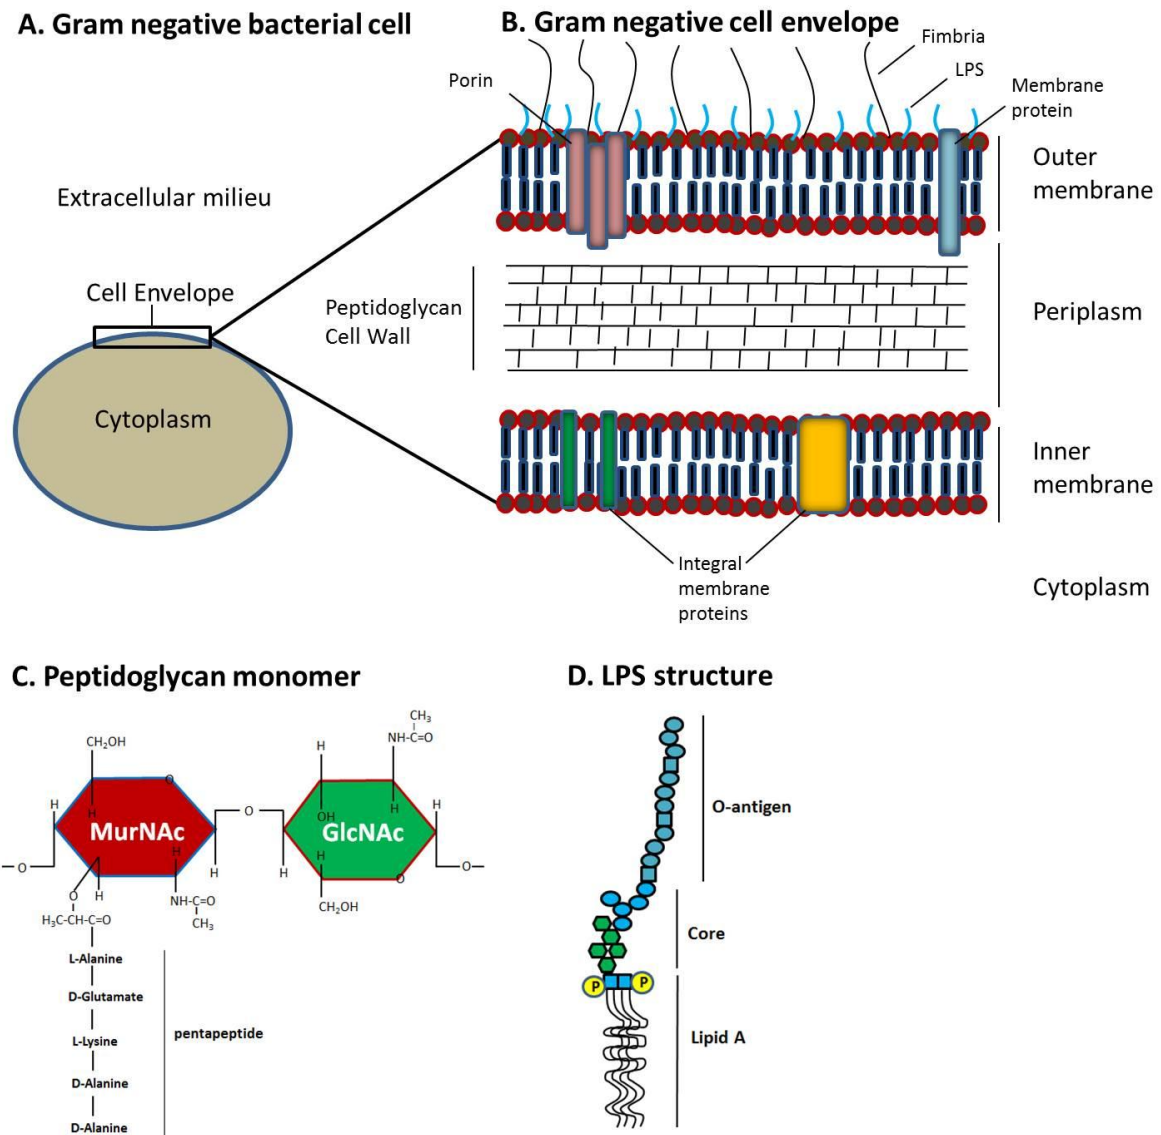 A. Gram negative bacterial cell
B. Gram negative cell envelope
Fimbria
LPS
Porin
Membrane
protein
Outer
membrane
Extracellular milieu
Cell Envelope
Peptidoglycan
Cell Wall
Periplasm
Cytoplasm
Inner
membrane
Integral
membrane
proteins
Cytoplasm
C. Peptidoglycan monomer
CH₂OH
O
H
H
MurNAc
H
H
O
O
H
O
H
H₃C-CH-C=O
NH-C=O
CH₃
CH₃
NH-C=O
H
OH
H
H
GlcNAc
H
H
O
O
CH₂OH
L-Alanine
D-Glutamate
L-Lysine
D-Alanine
D-Alanine
pentapeptide
D. LPS structure
O-antigen
Core
P
P
Lipid A